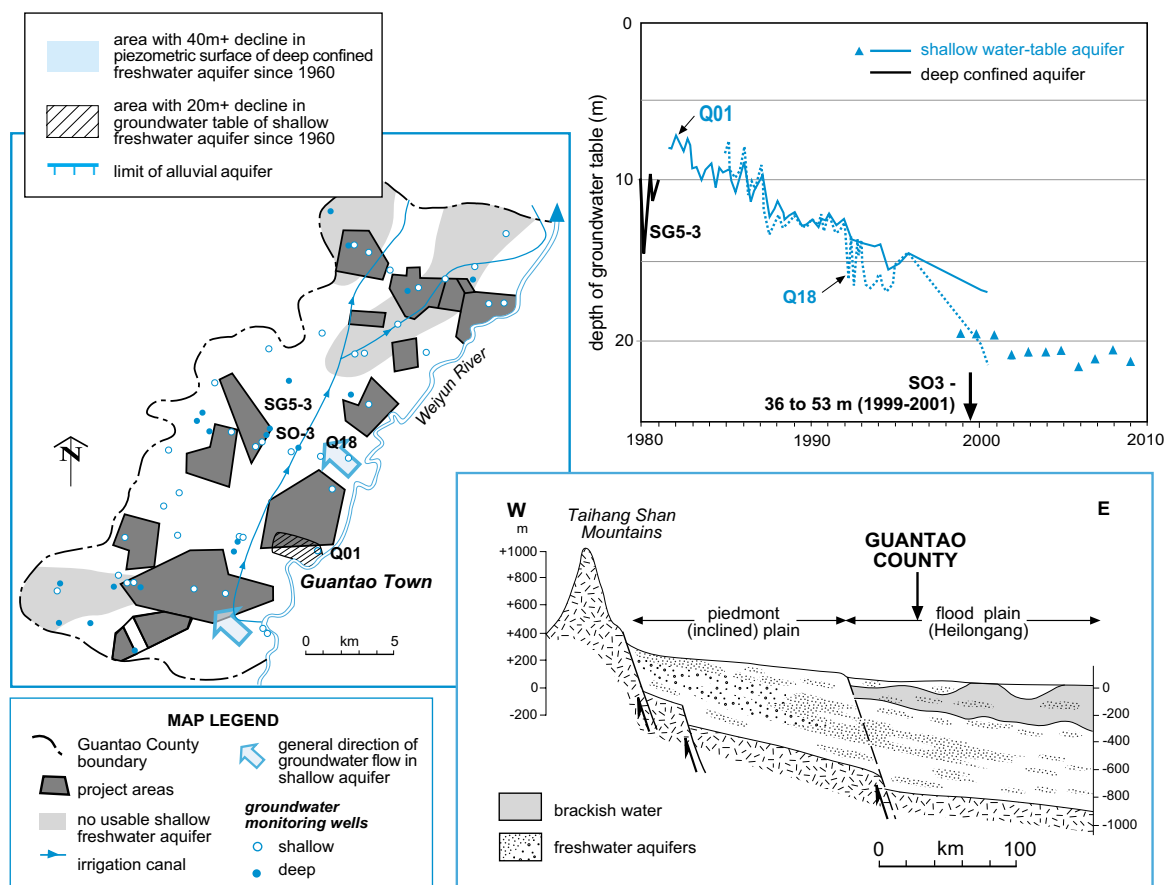 area with 40m+ decline in
piezometric surface of deep confined
freshwater aquifer since 1960
area with 20m+ decline in
groundwater table of shallow
freshwater aquifer since 1960
limit of alluvial aquifer
SG5-3
SO-3
Q18
Q01
Guantao Town
Weiyun River
N
0 km 5
MAP LEGEND
Guantao County
boundary
project areas
no usable shallow
freshwater aquifer
irrigation canal
general direction of
groundwater flow in
shallow aquifer
groundwater
monitoring wells
shallow
deep
depth of groundwater table (m)
0
10
20
shallow water-table aquifer
deep confined aquifer
Q01
SG5-3
Q18
SO3 -
36 to 53 m (1999-2001)
1980 1990 2000 2010
W
m
E
Taihang Shan
Mountains
GUANTAO
COUNTY
piedmont
(inclined) plain
flood plain
(Heilongang)
+1000
+800
+600
+400
+200
0
-200
0
-200
-400
-600
-800
-1000
brackish water
freshwater aquifers
0 km 100